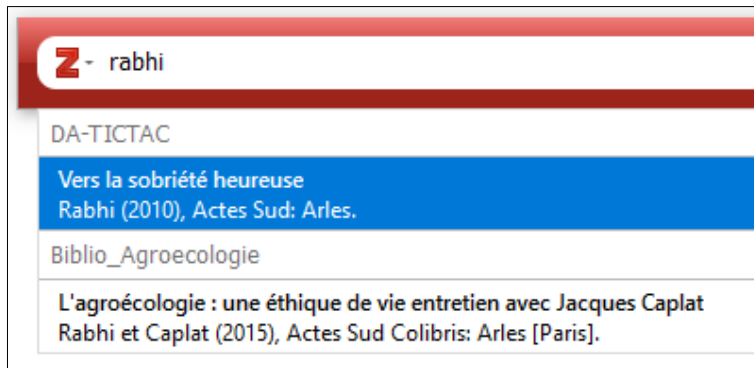 Z rabhi
DA-TICTAC
Vers la sobriété heureuse
Rabhi (2010), Actes Sud: Arles.
Biblio_Agroecologie
L'agroécologie : une éthique de vie entretien avec Jacques Caplat
Rabhi et Caplat (2015), Actes Sud Colibris: Arles [Paris].